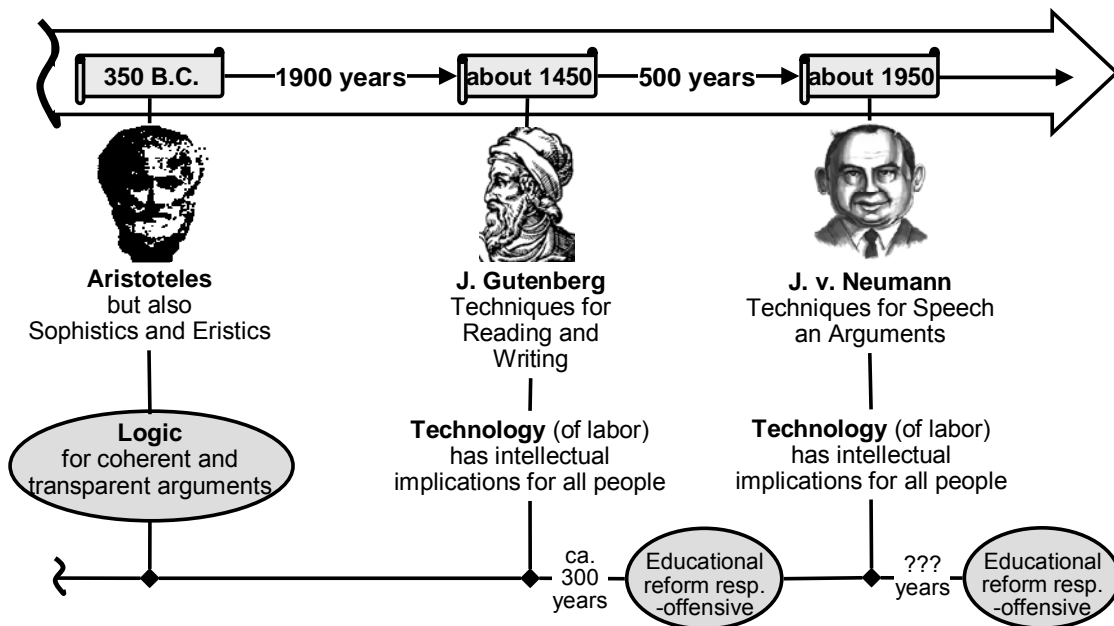 350 B.C.
1900 years
about 1450
500 years
about 1950
Aristoteles
but also
Sophistics and Eristics
J. Gutenberg
Techniques for
Reading and
Writing
J. v. Neumann
Techniques for Speech
an Arguments
Logic
for coherent and
transparent arguments
Technology (of labor)
has intellectual
implications for all people
Technology (of labor)
has intellectual
implications for all people
ca.
300
years
Educational
reform resp.
-offensive
???
years
Educational
reform resp.
-offensive